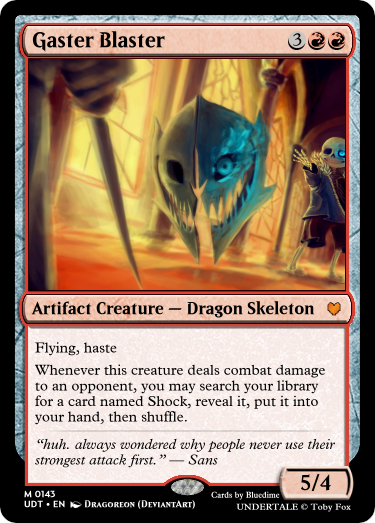 Gaster Blaster 3
Artifact Creature — Dragon Skeleton
Flying, haste
Whenever this creature deals combat damage
to an opponent, you may search your library
for a card named Shock, reveal it, put it into
your hand, then shuffle.
“huh. always wondered why people never use their
strongest attack first.” — Sans
5/4
M 0143
UDT • EN Dragoreon (DeviantArt)
Cards by Bluedime
UNDERTALE © Toby Fox